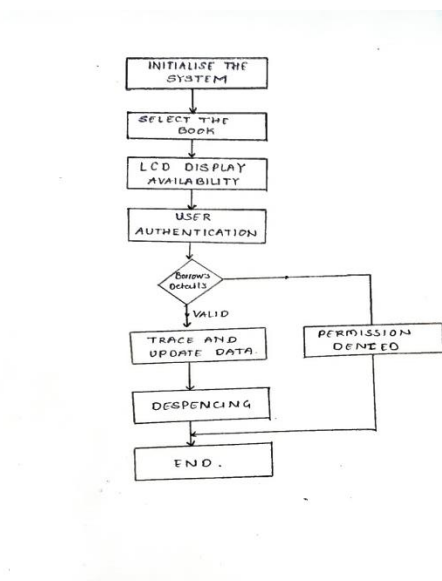 INITIALISE THE
SYSTEM
SELECT THE
BOOK
LCD DISPLAY
AVAILABILITY
USER
AUTHENTICATION
Borrow's
Details
VALID
TRACE AND
UPDATE DATA.
PERMISSION
DENIED
DESPENCING
END.